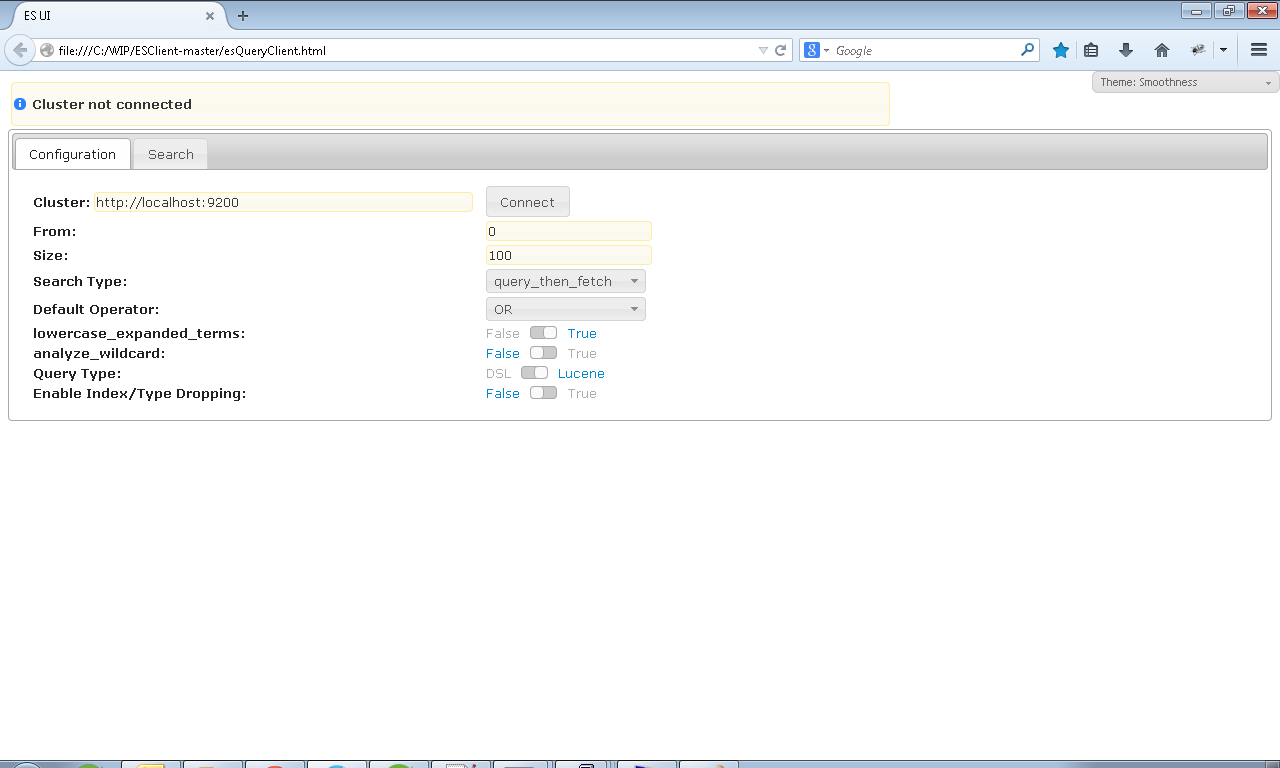 ES UI
file:///C:/WIP/ESClient-master/esQueryClient.html
Google
Theme: Smoothness
Cluster not connected
Configuration Search
Cluster: http://localhost:9200 Connect
From: 0
Size: 100
Search Type: query_then_fetch
Default Operator: OR
lowercase_expanded_terms: False True
analyze_wildcard: False True
Query Type: DSL Lucene
Enable Index/Type Dropping: False True